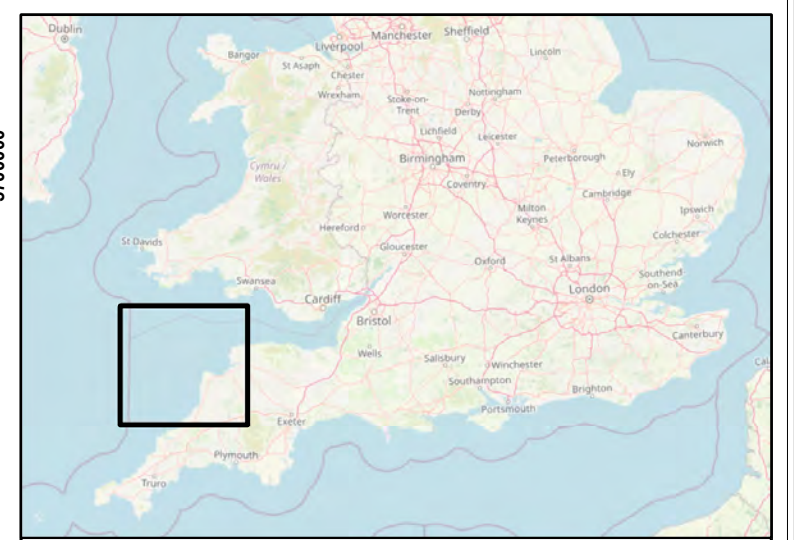 Dublin
Manchester
Sheffield
Liverpool
Bangor
Lincoln
St Asaph
Chester
Wrexham
Nottingham
Stoke-on-
Trent
Derby
Lichfield
Leicester
Norwich
Birmingham
Peterborough
Cymru /
Wales
Ely
Coventry
Cambridge
Worcester
Milton
Keynes
Ipswich
Hereford
Colchester
St Davids
Gloucester
Oxford
St Albans
Swansea
Southend
-on-Sea
London
Cardiff
Bristol
Canterbury
Wells
Salisbury
Winchester
Cal
Southampton
Brighton
Portsmouth
Exeter
Plymouth
Truro